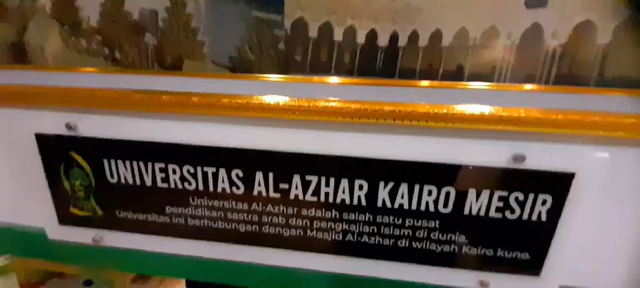 UNIVERSITAS AL-AZHAR KAIRO MESIR
Universitas Al-Azhar adalah salah satu pusat
pendidikan sastra arab dan pengkajian Islam di dunia.
Universitas ini berhubungan dengan Masjid Al-Azhar di wilayah Kairo kuno.